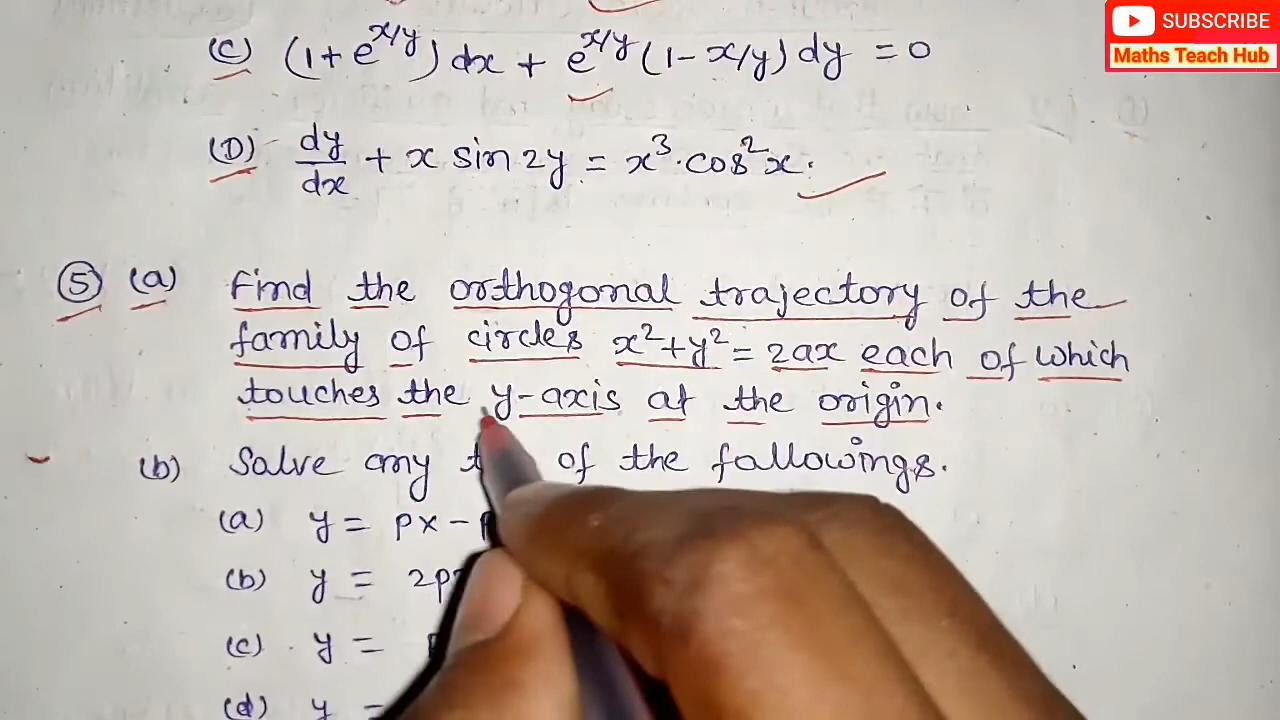 SUBSCRIBE
Maths Teach Hub
(C) (1+e^x/y) dx + e^x/y (1-x/y) dy = 0
(D) dy/dx + x sin 2y = x^3. cos^2 x.
(5) (a) Find the orthogonal trajectory of the
family of circles x^2+y^2 = 2ax each of which
touches the y-axis at the origin.
(b) Solve any of the followings.
(a) y = px -
(b) y = 2p
(c) y =
(d) y =